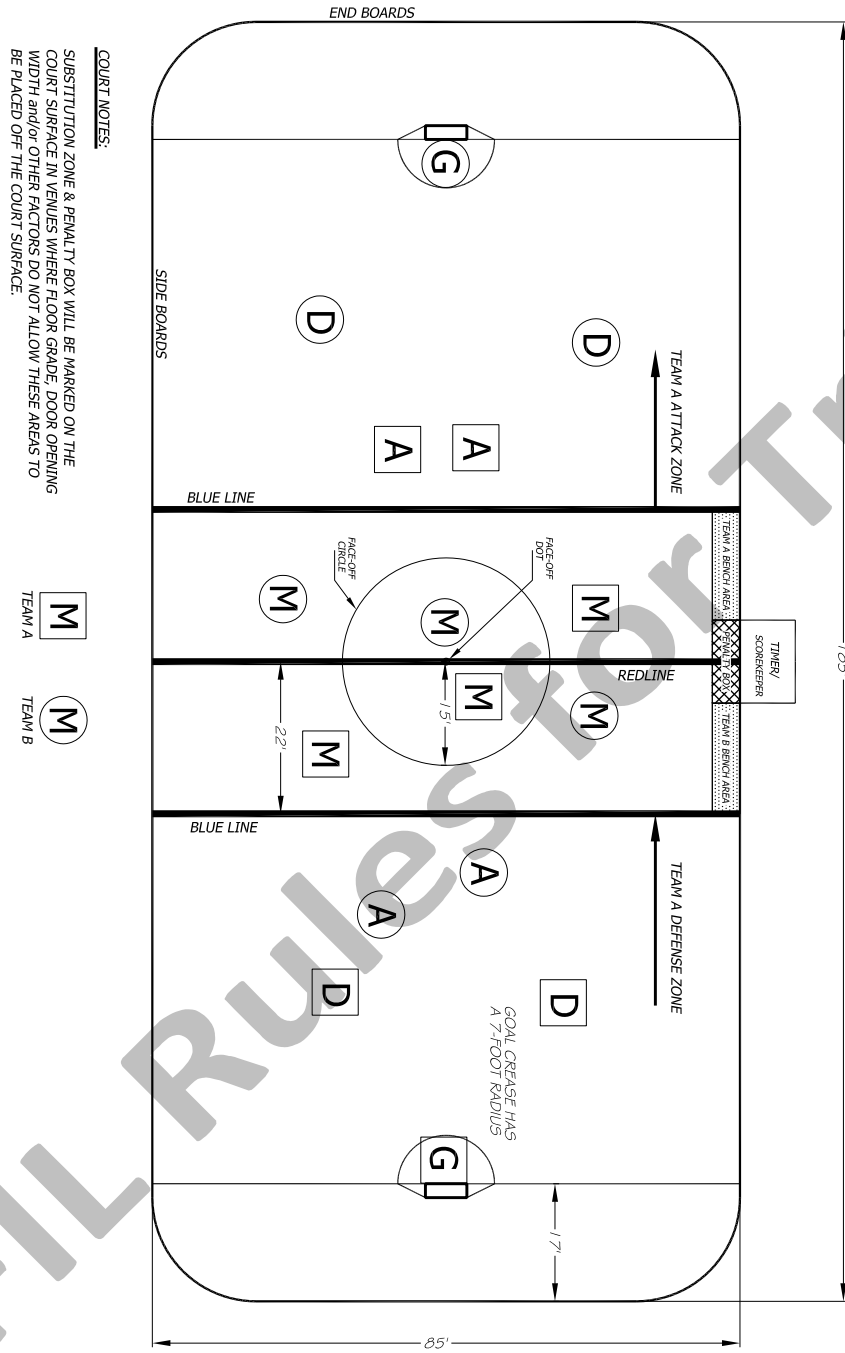 TIMER/
SCOREKEEPER
TEAM A BENCH AREA
PENALTY BOX
TEAM B BENCH AREA
END BOARDS
TEAM A ATTACK ZONE
TEAM A DEFENSE ZONE
REDLINE
D
M
M
D
17'
FACE-OFF
DOT
GOAL CREASE HAS
A 7-FOOT RADIUS
A
M
A
G
M
15'
G
A
A
FACE-OFF
CIRCLE
D
M
M
D
22'
BLUE LINE
BLUE LINE
SIDE BOARDS
85'
COURT NOTES:
SUBSTITUTION ZONE & PENALTY BOX WILL BE MARKED ON THE
COURT SURFACE IN VENUES WHERE FLOOR GRADE, DOOR OPENING
WIDTH and/or OTHER FACTORS DO NOT ALLOW THESE AREAS TO
BE PLACED OFF THE COURT SURFACE.
M
TEAM A
M
TEAM B
Rules for